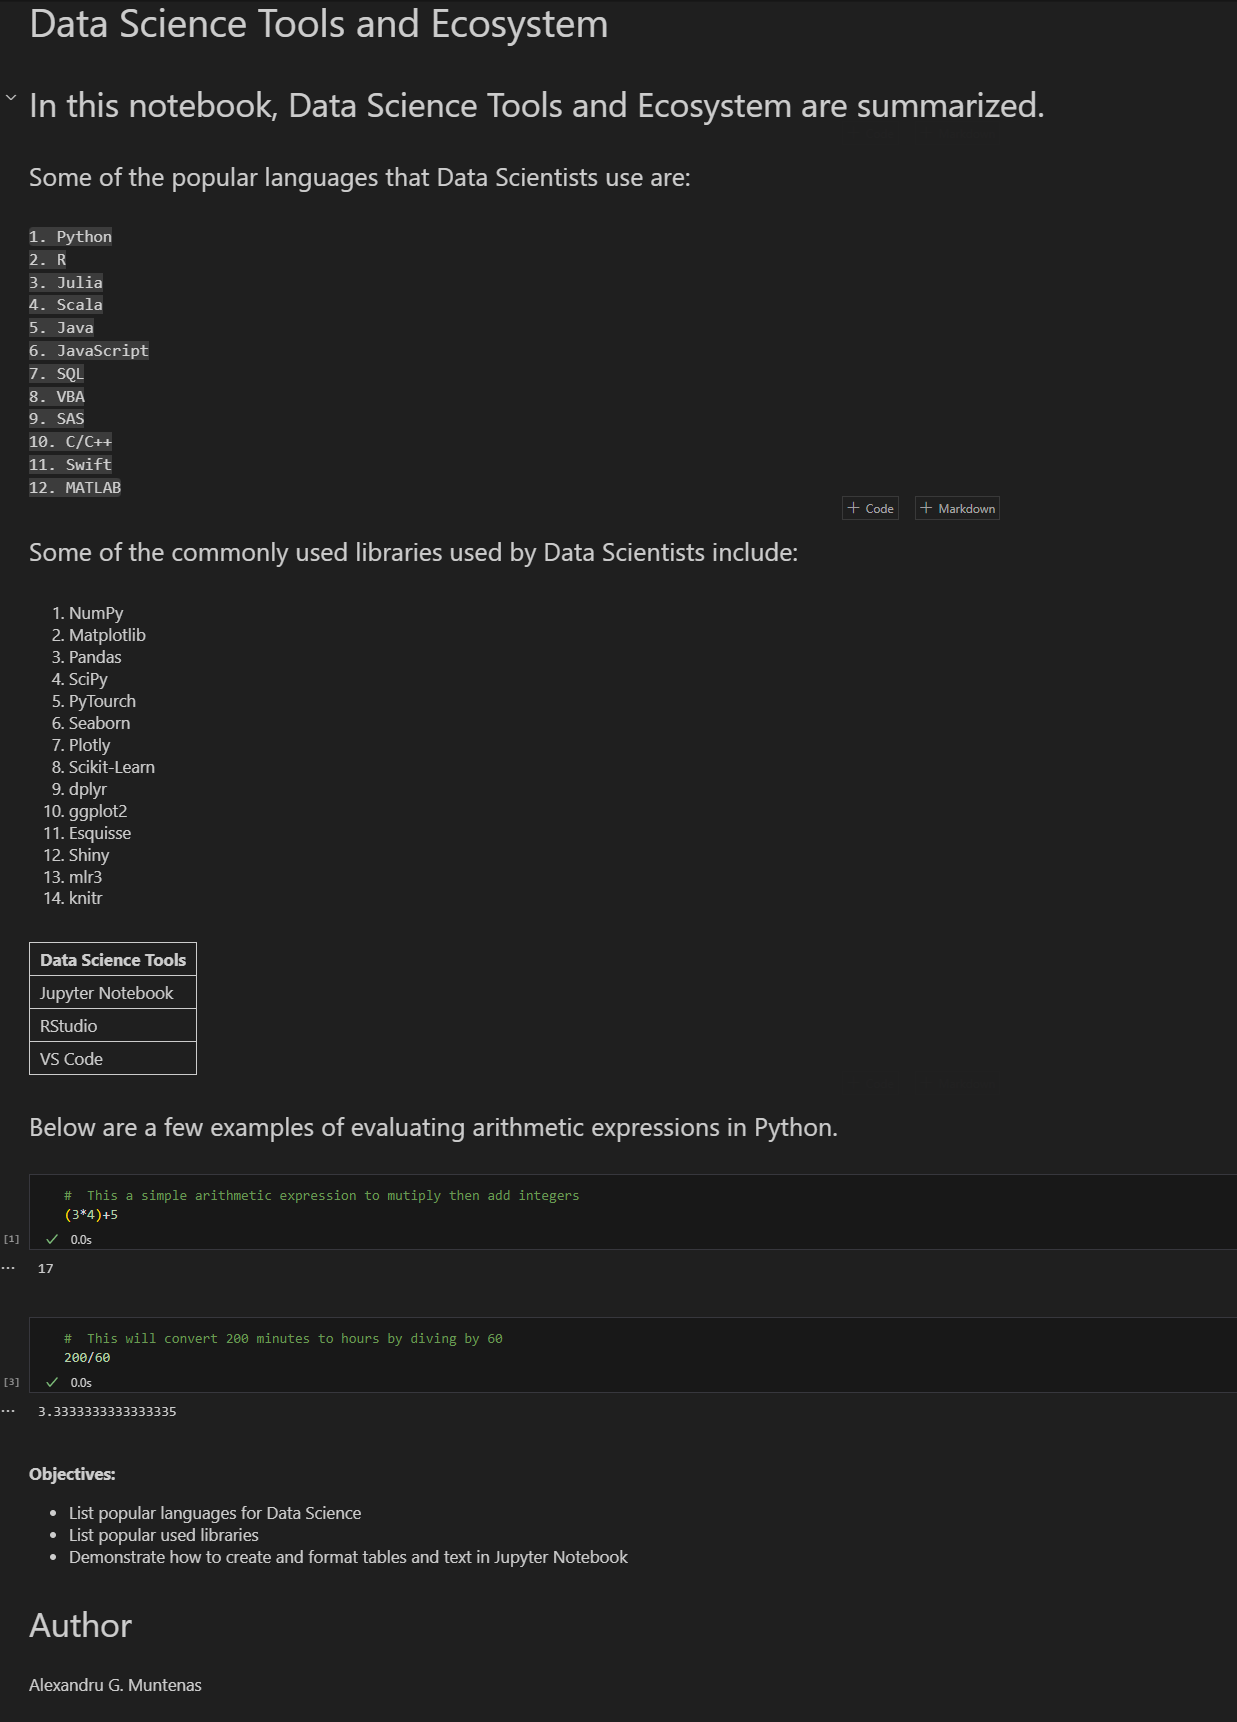 Data Science Tools and Ecosystem
In this notebook, Data Science Tools and Ecosystem are summarized.
Some of the popular languages that Data Scientists use are:
1. Python
2. R
3. Julia
4. Scala
5. Java
6. JavaScript
7. SQL
8. VBA
9. SAS
10. C/C++
11. Swift
12. MATLAB
+ Code + Markdown
Some of the commonly used libraries used by Data Scientists include:
1. NumPy
2. Matplotlib
3. Pandas
4. SciPy
5. PyTourch
6. Seaborn
7. Plotly
8. Scikit-Learn
9. dplyr
10. ggplot2
11. Esquisse
12. Shiny
13. mlr3
14. knitr
Data Science Tools
Jupyter Notebook
RStudio
VS Code
Below are a few examples of evaluating arithmetic expressions in Python.
#  This a simple arithmetic expression to mutiply then add integers
(3*4)+5
[1] ✓ 0.0s
... 17
#  This will convert 200 minutes to hours by diving by 60
200/60
[3] ✓ 0.0s
... 3.3333333333333335
Objectives:
• List popular languages for Data Science
• List popular used libraries
• Demonstrate how to create and format tables and text in Jupyter Notebook
Author
Alexandru G. Muntenas